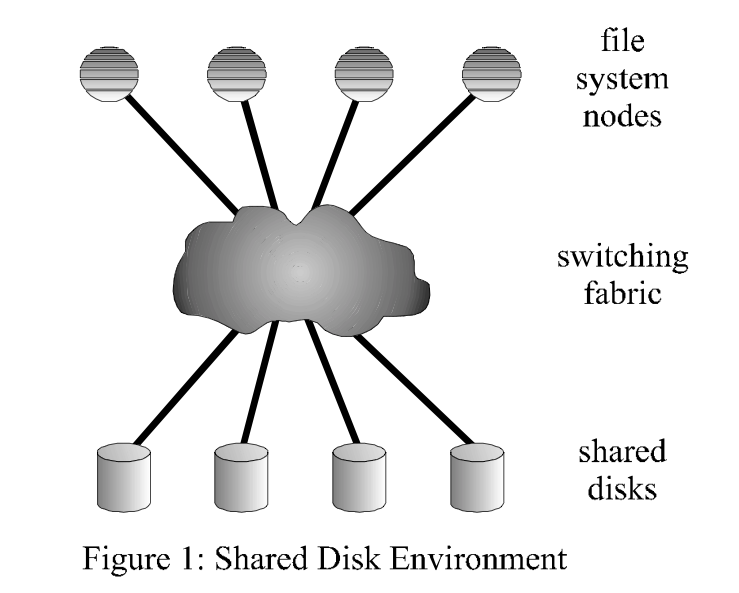 file
system
nodes
switching
fabric
shared
disks
Figure 1: Shared Disk Environment